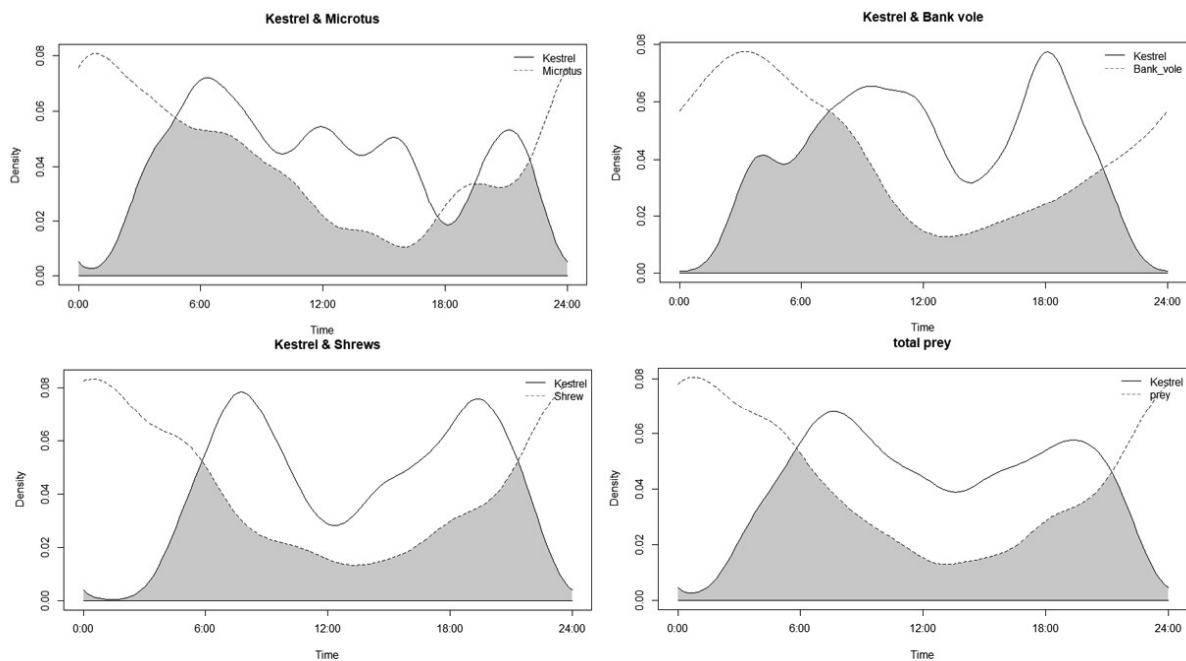 Kestrel & Microtus
Kestrel
Microtus
Density
0.00 0.02 0.04 0.06 0.08
0:00 6:00 12:00 18:00 24:00
Time
Kestrel & Bank vole
Kestrel
Bank_vole
Density
0.00 0.02 0.04 0.06 0.08
0:00 6:00 12:00 18:00 24:00
Time
Kestrel & Shrews
Kestrel
Shrew
Density
0.00 0.02 0.04 0.06 0.08
0:00 6:00 12:00 18:00 24:00
Time
total prey
Kestrel
prey
Density
0.00 0.02 0.04 0.06 0.08
0:00 6:00 12:00 18:00 24:00
Time